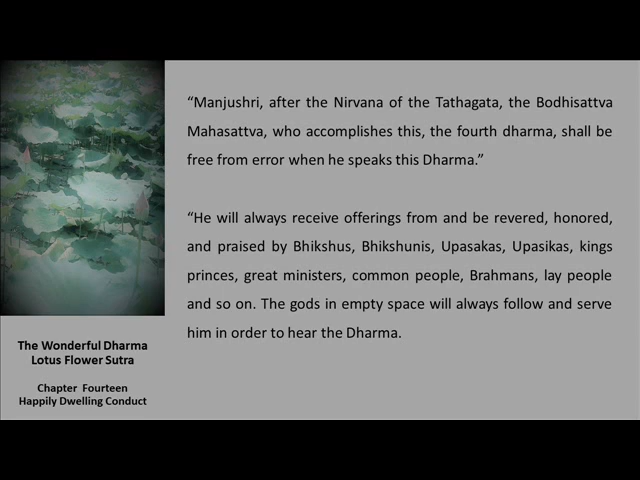 “Manjushri, after the Nirvana of the Tathagata, the Bodhisattva
Mahasattva, who accomplishes this, the fourth dharma, shall be
free from error when he speaks this Dharma.”
“He will always receive offerings from and be revered, honored,
and praised by Bhikshus, Bhikshunis, Upasakas, Upasikas, kings
princes, great ministers, common people, Brahmans, lay people
and so on. The gods in empty space will always follow and serve
him in order to hear the Dharma.
The Wonderful Dharma
Lotus Flower Sutra
Chapter Fourteen
Happily Dwelling Conduct